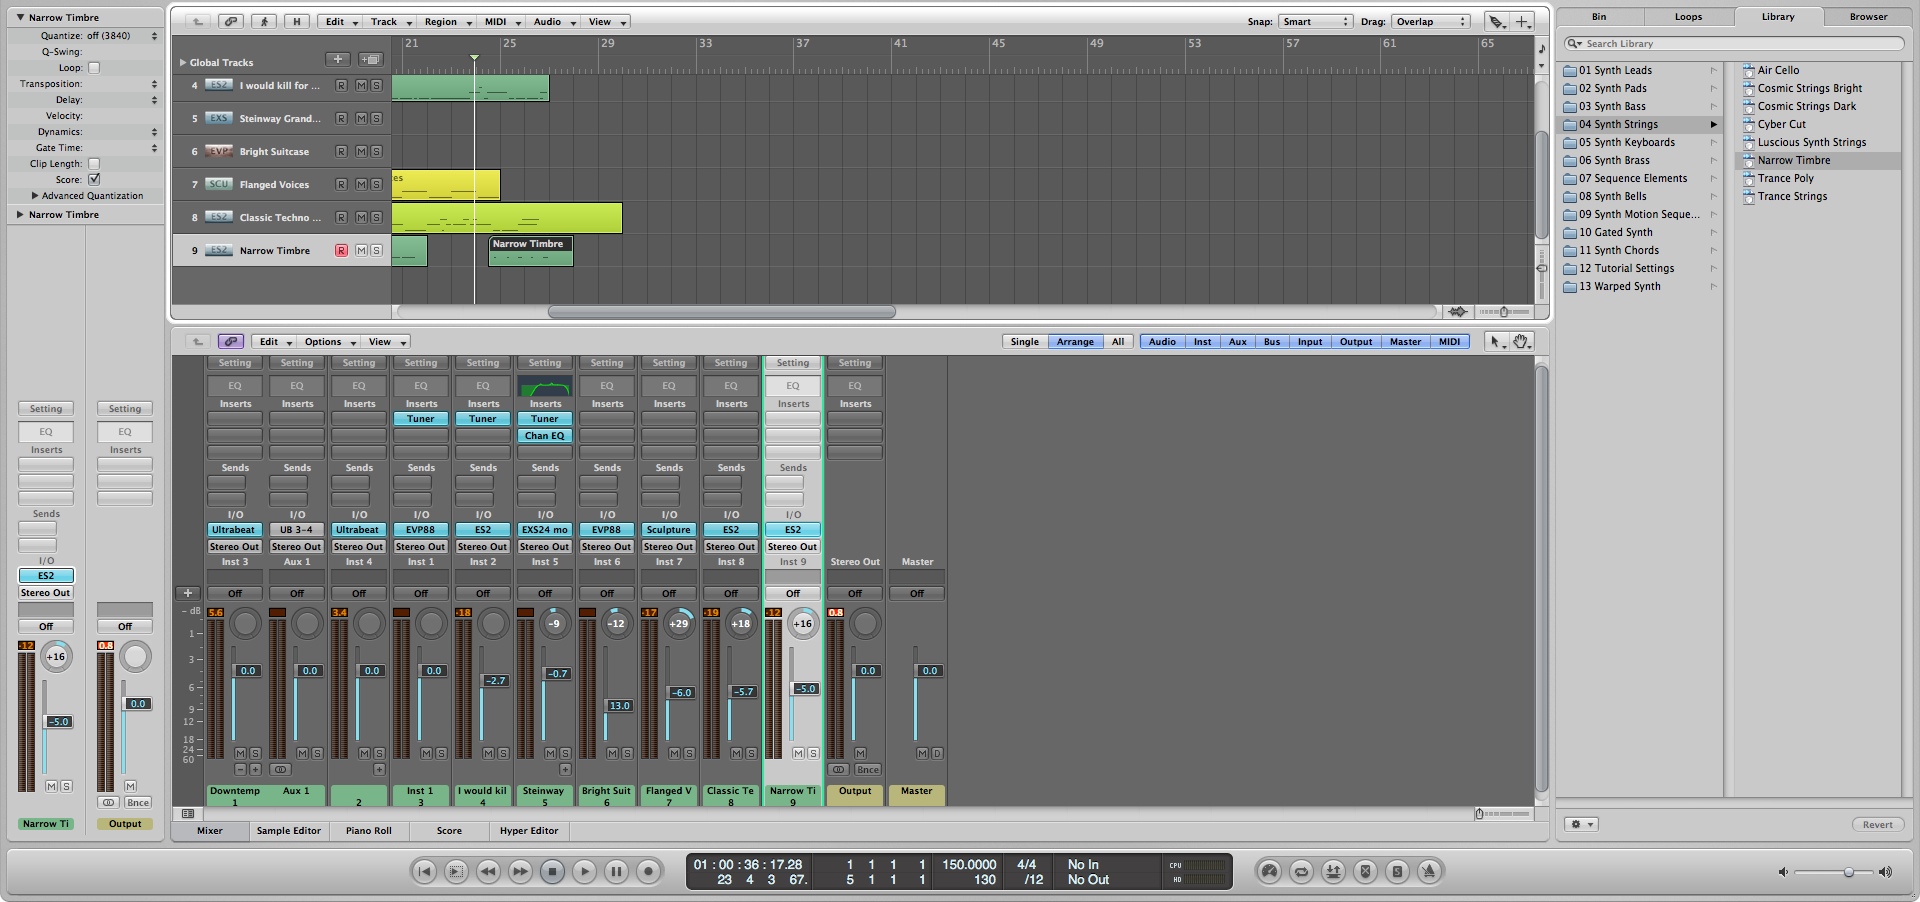 Narrow Timbre
Quantize: off (3840)
Q-Swing:
Loop:
Transposition:
Delay:
Velocity:
Dynamics:
Gate Time:
Clip Length:
Score:
Advanced Quantization
Narrow Timbre
Setting Setting
EQ EQ
Inserts
Sends
I/O
ES2
Stereo Out
Off Off
-12 +16 0.8
-5.0 0.0
M S M
Bnce
Narrow Ti Output
H Edit Track Region MIDI Audio View Snap: Smart Drag: Overlap
21 25 29 33 37 41 45 49 53 57 61 65
Global Tracks
4 ES2 I would kill for ... R M S
5 EXS Steinway Grand... R M S
6 EVP Bright Suitcase R M S
7 SCU Flanged Voices R M S es
8 ES2 Classic Techno ... R M S
9 ES2 Narrow Timbre R M S Narrow Timbre
Edit Options View Single Arrange All Audio Inst Aux Bus Input Output Master MIDI
Setting Setting Setting Setting Setting Setting Setting Setting Setting Setting Setting
EQ EQ EQ EQ EQ EQ EQ EQ EQ EQ
Inserts Inserts Inserts Inserts Inserts Inserts Inserts Inserts Inserts Inserts Inserts
Tuner Tuner Tuner
Chan EQ
Sends Sends Sends Sends Sends Sends Sends Sends Sends Sends
I/O I/O I/O I/O I/O I/O I/O I/O I/O I/O
Ultrabeat UB 3-4 Ultrabeat EVP88 ES2 EXS24 mo EVP88 Sculpture ES2 ES2
Stereo Out Stereo Out Stereo Out Stereo Out Stereo Out Stereo Out Stereo Out Stereo Out Stereo Out Stereo Out
Inst 3 Aux 1 Inst 4 Inst 1 Inst 2 Inst 5 Inst 6 Inst 7 Inst 8 Inst 9 Stereo Out Master
Off Off Off Off Off Off Off Off Off Off Off Off
- dB 5.6 3.4 -18 -9 -12 -17 +29 -19 +18 -12 +16 0.8
1
3
6
9
12
18
24
60
0.0 0.0 0.0 0.0 -2.7 -0.7 13.0 -6.0 -5.7 -5.0 0.0 0.0
M S M S M S M S M S M S M S M S M S M S M M D
- + + + Bnce
Downtemp Aux 1 Inst 1 I would kil Steinway Bright Suit Flanged V Classic Te Narrow Ti Output Master
1 2 3 4 5 6 7 8 9
Mixer Sample Editor Piano Roll Score Hyper Editor
01 : 00 : 36 : 17.28 1 1 1 1 150.0000 4/4 No In CPU
23 4 3 67. 5 1 1 1 130 /12 No Out HD
Bin Loops Library Browser
Search Library
01 Synth Leads
02 Synth Pads
03 Synth Bass
04 Synth Strings
05 Synth Keyboards
06 Synth Brass
07 Sequence Elements
08 Synth Bells
09 Synth Motion Seque...
10 Gated Synth
11 Synth Chords
12 Tutorial Settings
13 Warped Synth
Air Cello
Cosmic Strings Bright
Cosmic Strings Dark
Cyber Cut
Luscious Synth Strings
Narrow Timbre
Trance Poly
Trance Strings
Revert